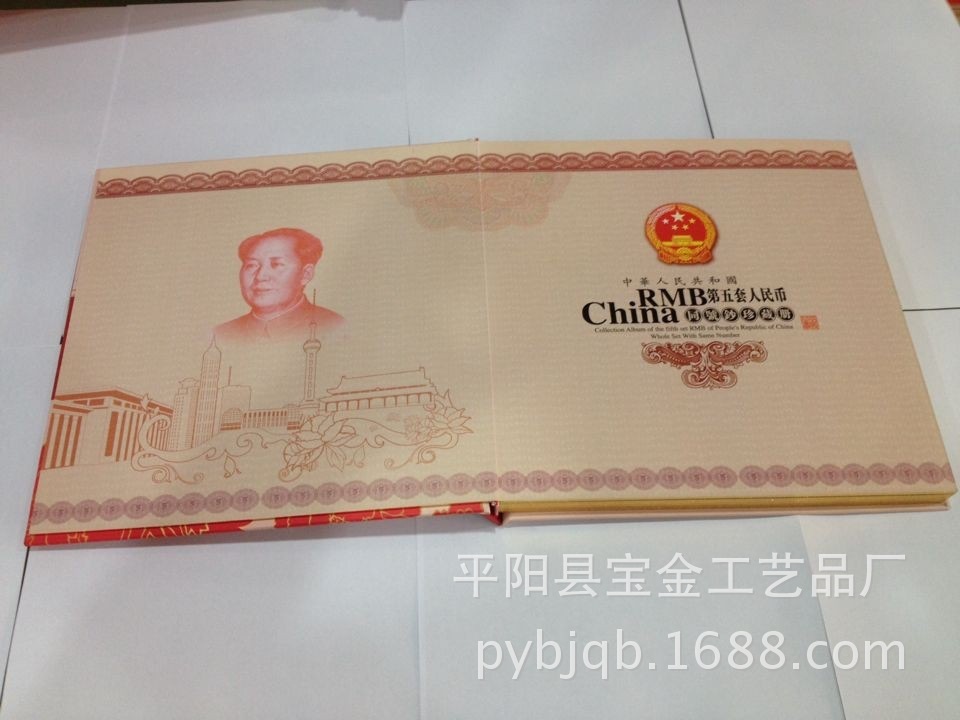 中華人民共和國
RMB第五套人民币
China 同號鈔珍藏册
Collection Album of the fifth set RMB of People's Republic of China
Whole Set With Same Number
平阳县宝金工艺品厂
pybjqb.1688.com